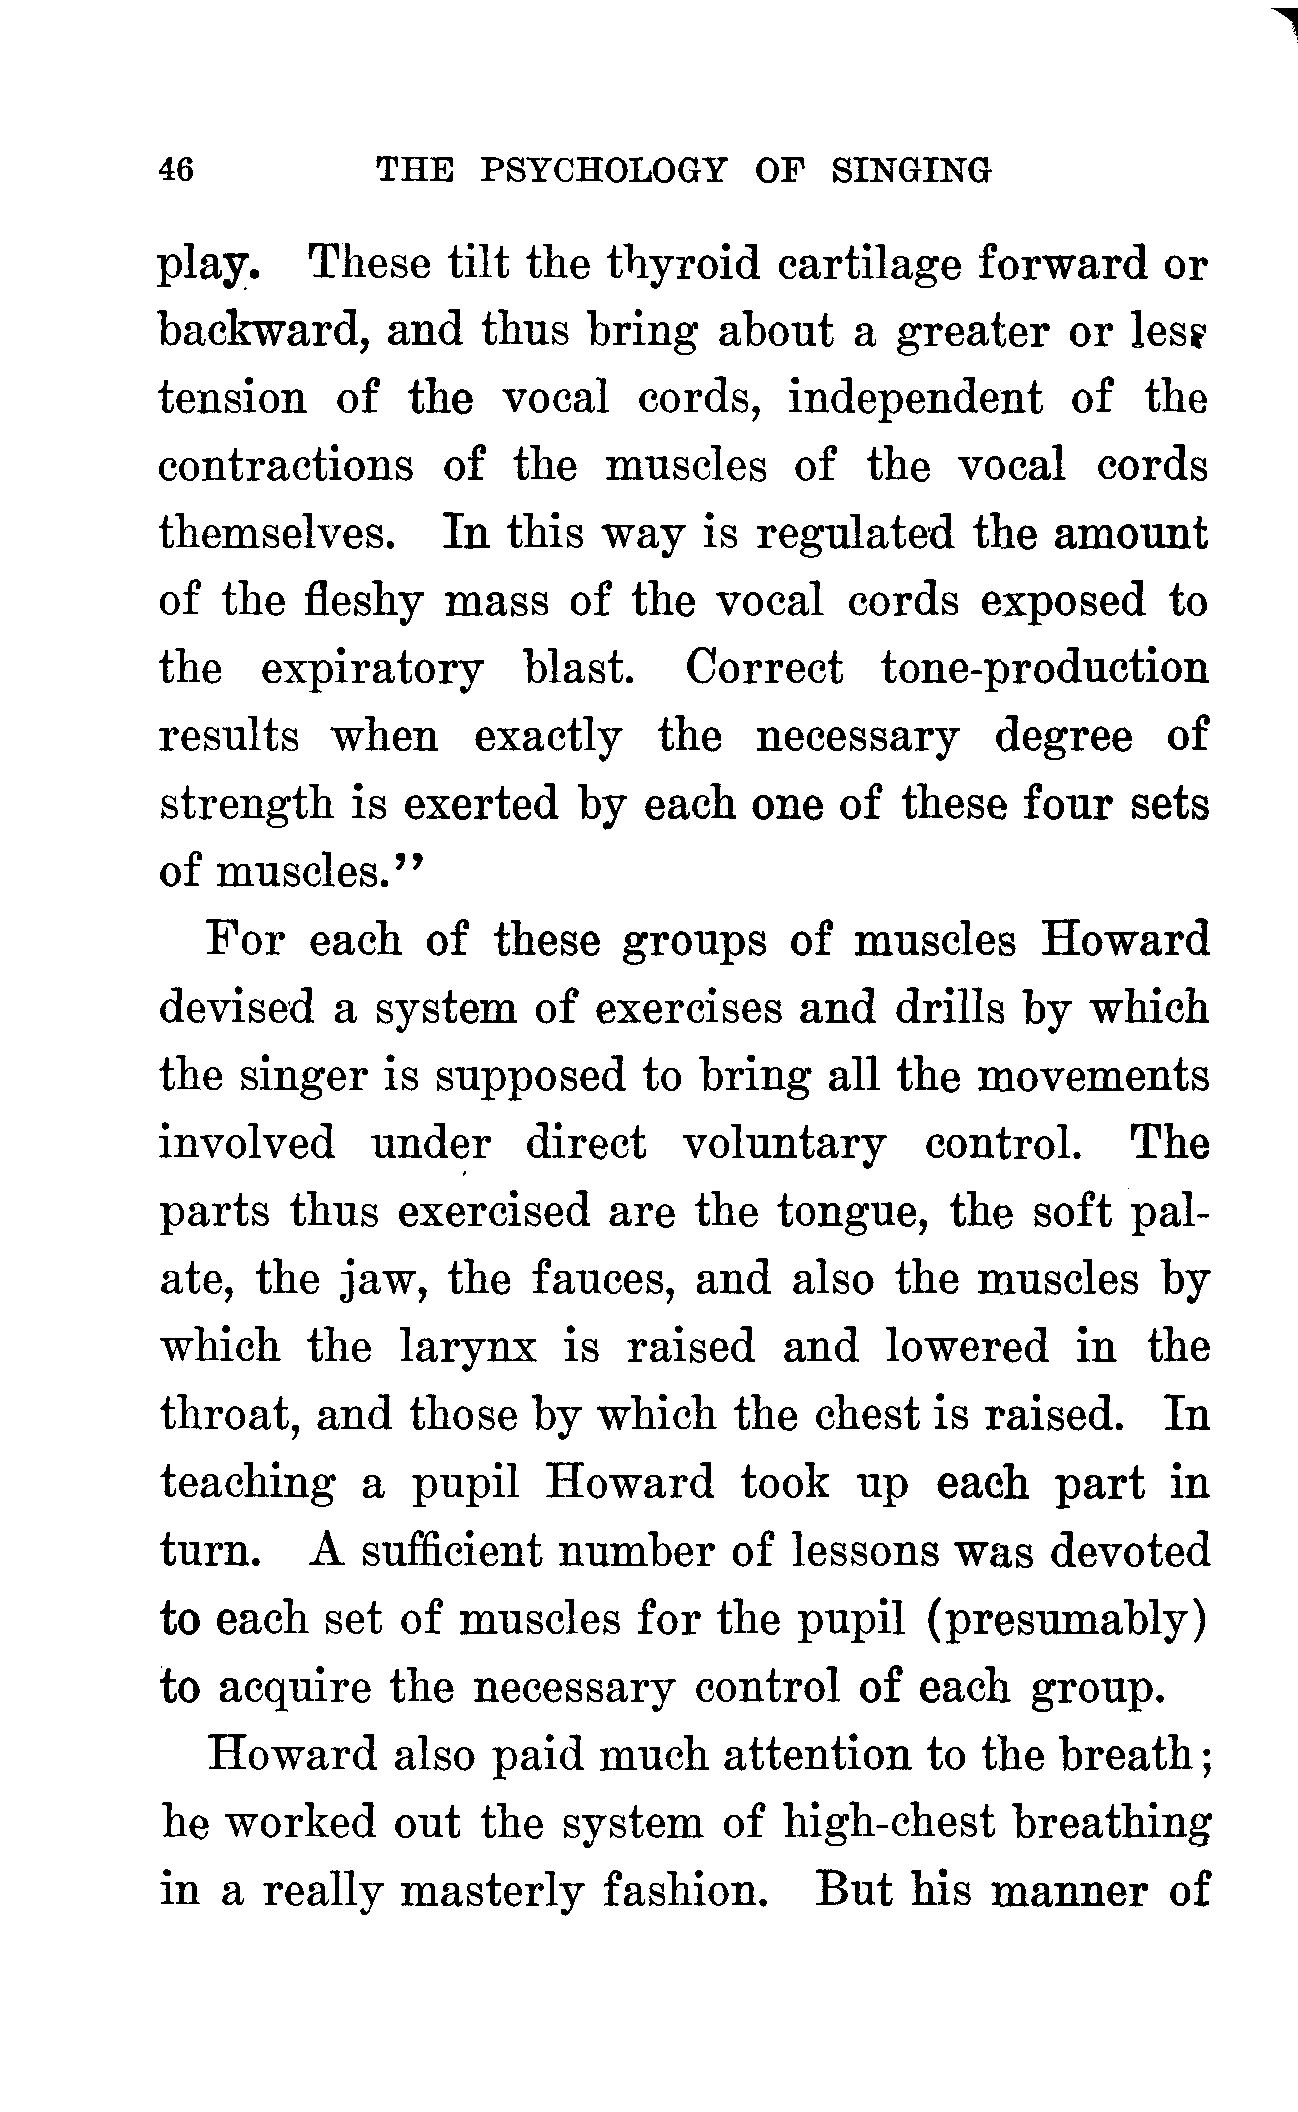 46 THE PSYCHOLOGY OF SINGING
play. These tilt the thyroid cartilage forward or
backward, and thus bring about a greater or less
tension of the vocal cords, independent of the
contractions of the muscles of the vocal cords
themselves. In this way is regulated the amount
of the fleshy mass of the vocal cords exposed to
the expiratory blast. Correct tone-production
results when exactly the necessary degree of
strength is exerted by each one of these four sets
of muscles.”
For each of these groups of muscles Howard
devised a system of exercises and drills by which
the singer is supposed to bring all the movements
involved under direct voluntary control. The
parts thus exercised are the tongue, the soft pal-
ate, the jaw, the fauces, and also the muscles by
which the larynx is raised and lowered in the
throat, and those by which the chest is raised. In
teaching a pupil Howard took up each part in
turn. A sufficient number of lessons was devoted
to each set of muscles for the pupil (presumably)
to acquire the necessary control of each group.
Howard also paid much attention to the breath;
he worked out the system of high-chest breathing
in a really masterly fashion. But his manner of